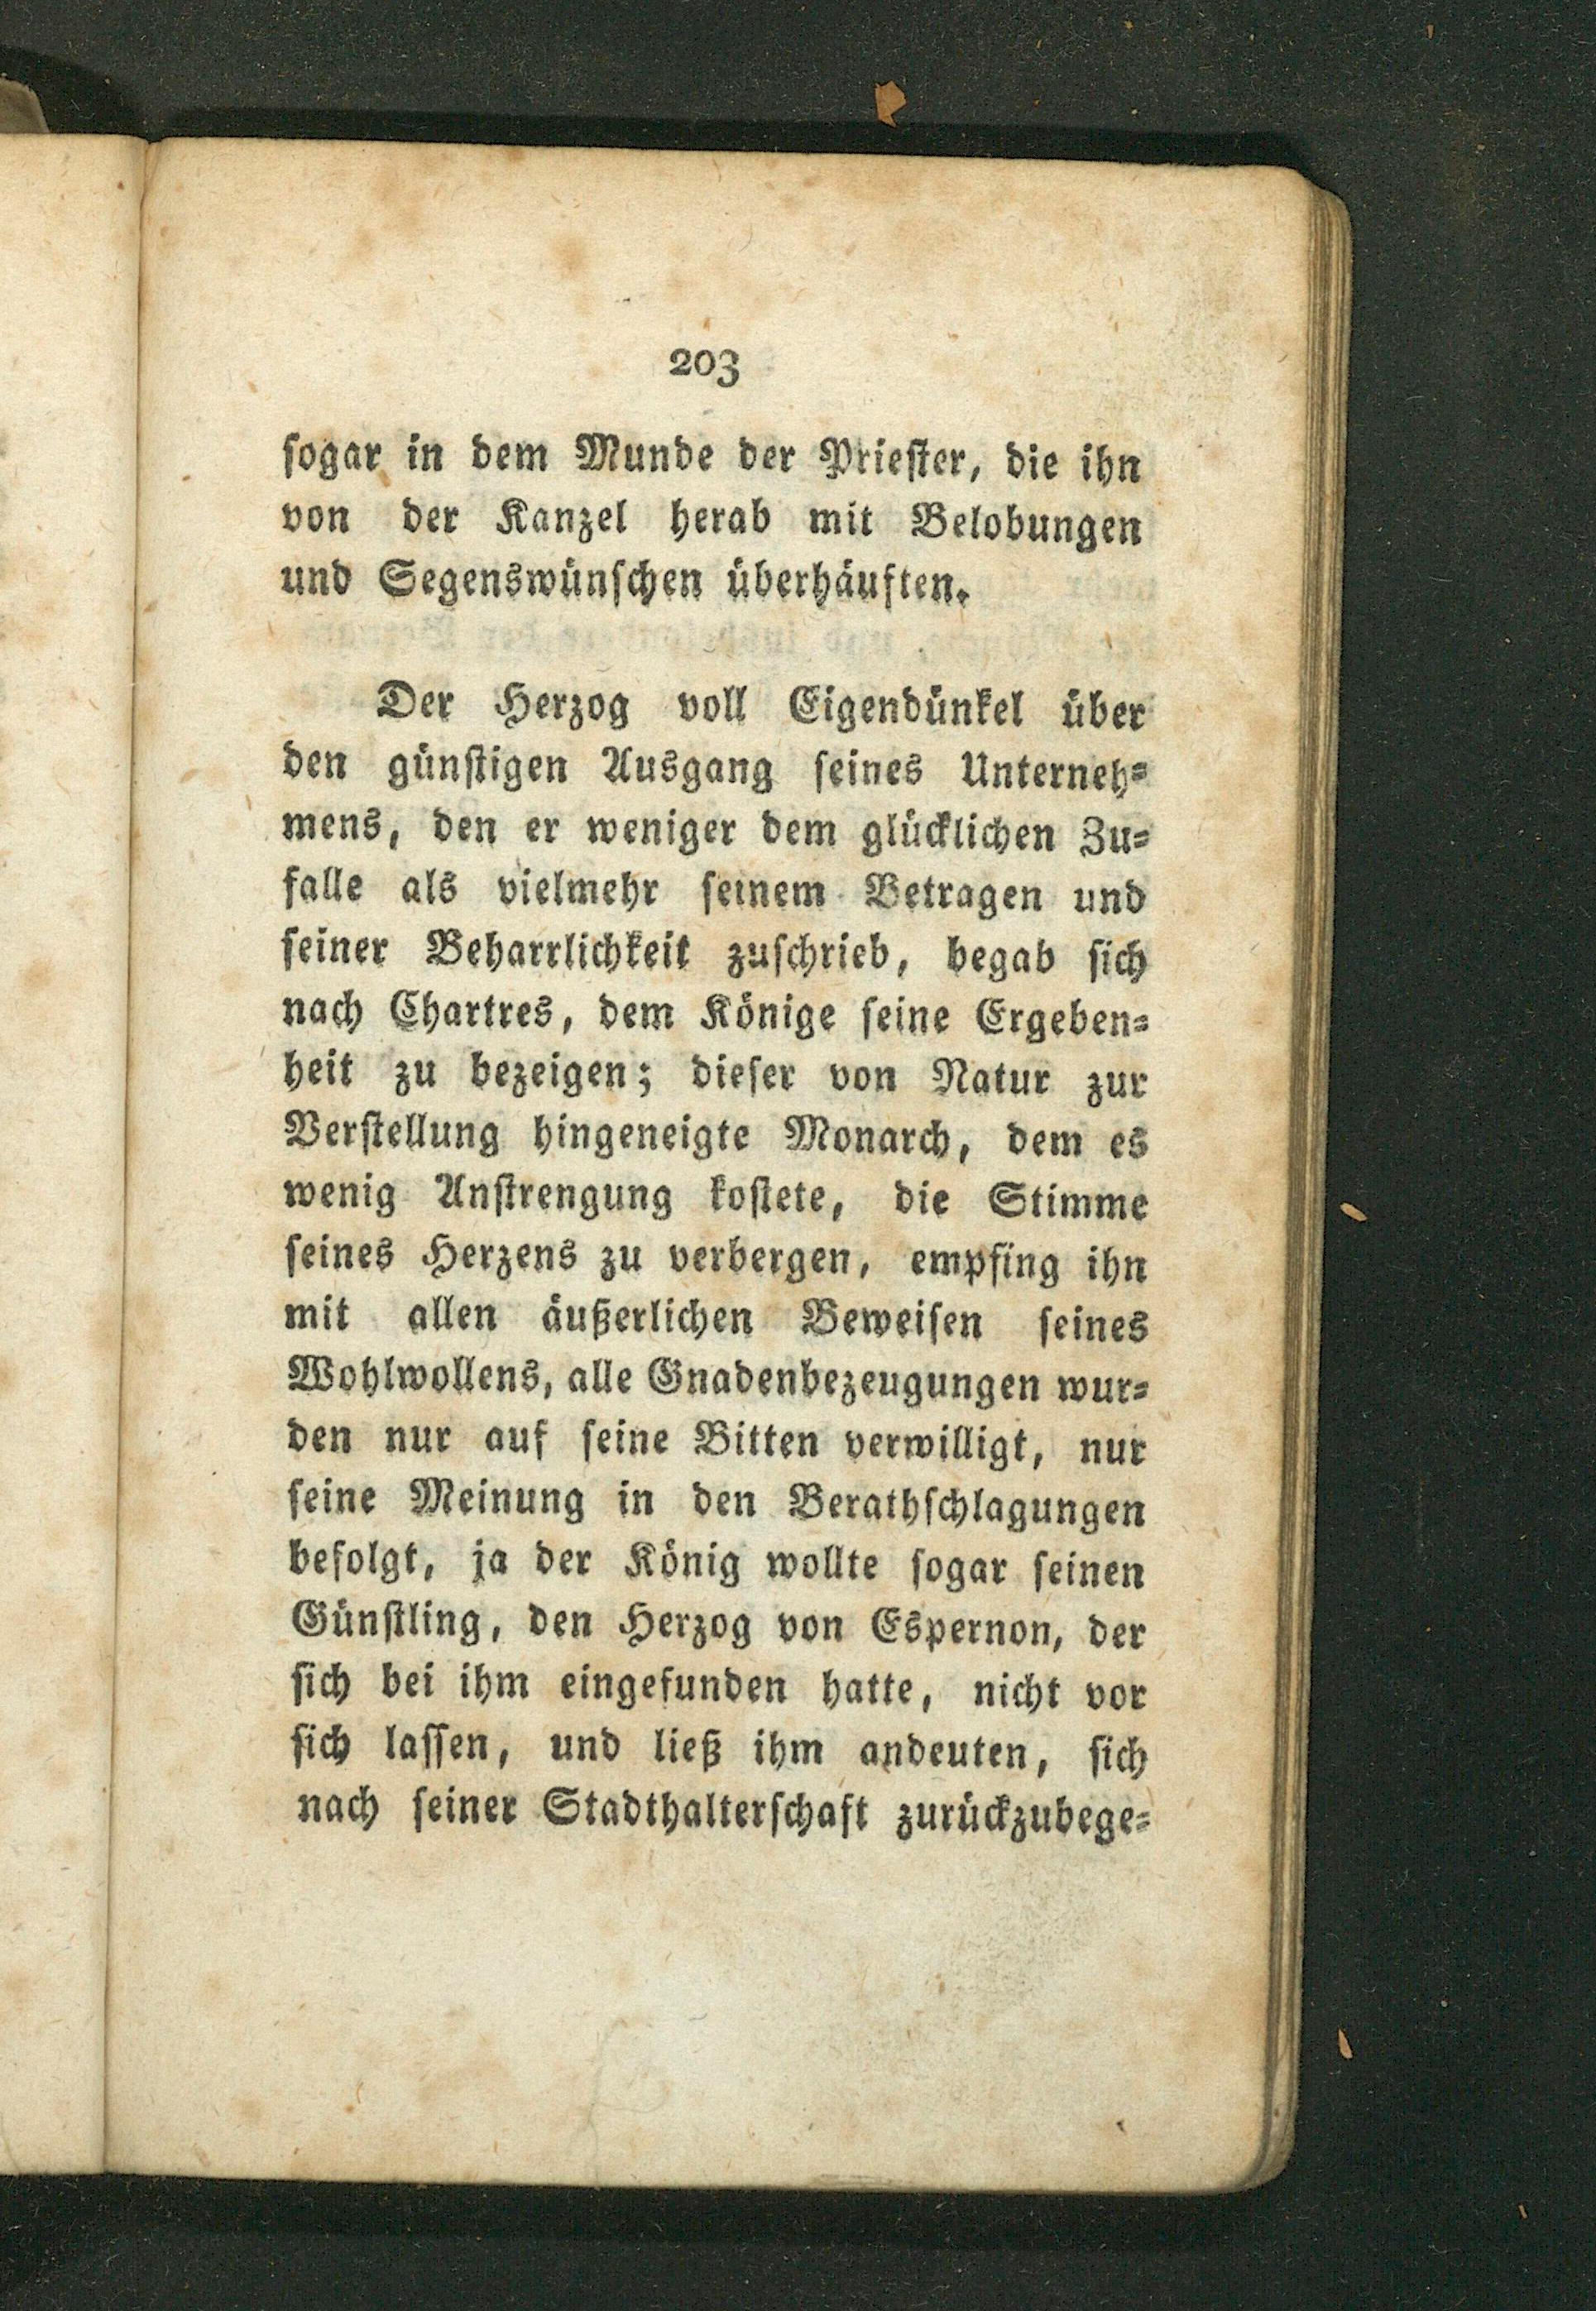 203
ſogar in dem Munde der Prieſter, die ihn
von der Kanzel herab mit Belobungen
und Segenswünſchen überhäuften.
Der Herzog voll Eigendünkel über
den günſtigen Ausgang ſeines Unterneh⸗
mens, den er weniger dem glücklichen Zu⸗
falle als vielmehr ſeinem Betragen und
ſeiner Beharrlichkeit zuſchrieb, begab ſich
nach Chartres, dem Könige ſeine Ergeben⸗
heit zu bezeigen; dieſer von Natur zur
Verſtellung hingeneigte Monarch, dem es
wenig Anſtrengung koſtete, die Stimme
ſeines Herzens zu verbergen, empfing ihn
mit allen äußerlichen Beweiſen ſeines
Wohlwollens, alle Gnadenbezeugungen wur⸗
den nur auf ſeine Bitten verwilligt, nur
ſeine Meinung in den Berathſchlagungen
befolgt, ja der König wollte ſogar ſeinen
Günſtling, den Herzog von Espernon, der
ſich bei ihm eingefunden hatte, nicht vor
ſich laſſen, und ließ ihm andeuten, ſich
nach ſeiner Stadthalterſchaft zurückzubege⸗